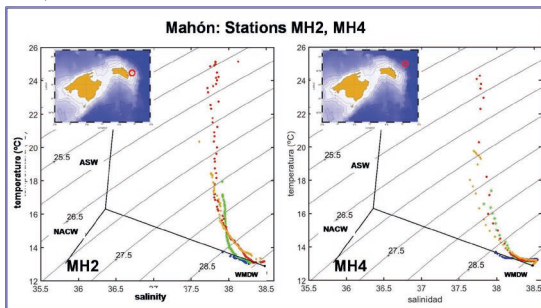 Mahón: Stations MH2, MH4
26
24
22
20
18
16
14
12
temperature (ºC)
25.5
ASW
26.5
NACW
27.5
28.5
WMDW
MH2
35.5 36 36.5 37 37.5 38 38.5
salinity
26
24
22
20
18
16
14
12
temperatura (ºC)
25.5
ASW
26.5
NACW
27.5
28.5
WMDW
MH4
35.5 36 36.5 37 37.5 38 38.5
salinidad